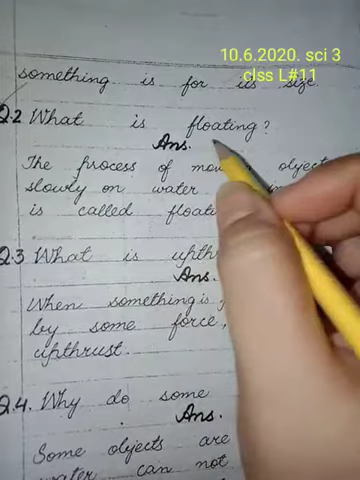 10.6.2020. sci 3
clss L#11
something is for its size.
Q.2 What is floating?
Ans.
The process of objects
slowly on water
is called
Q.3 What is
Ans.
When something is
by some force,
upthrust.
Q.4. Why do some
Ans.
Some objects are
water can not